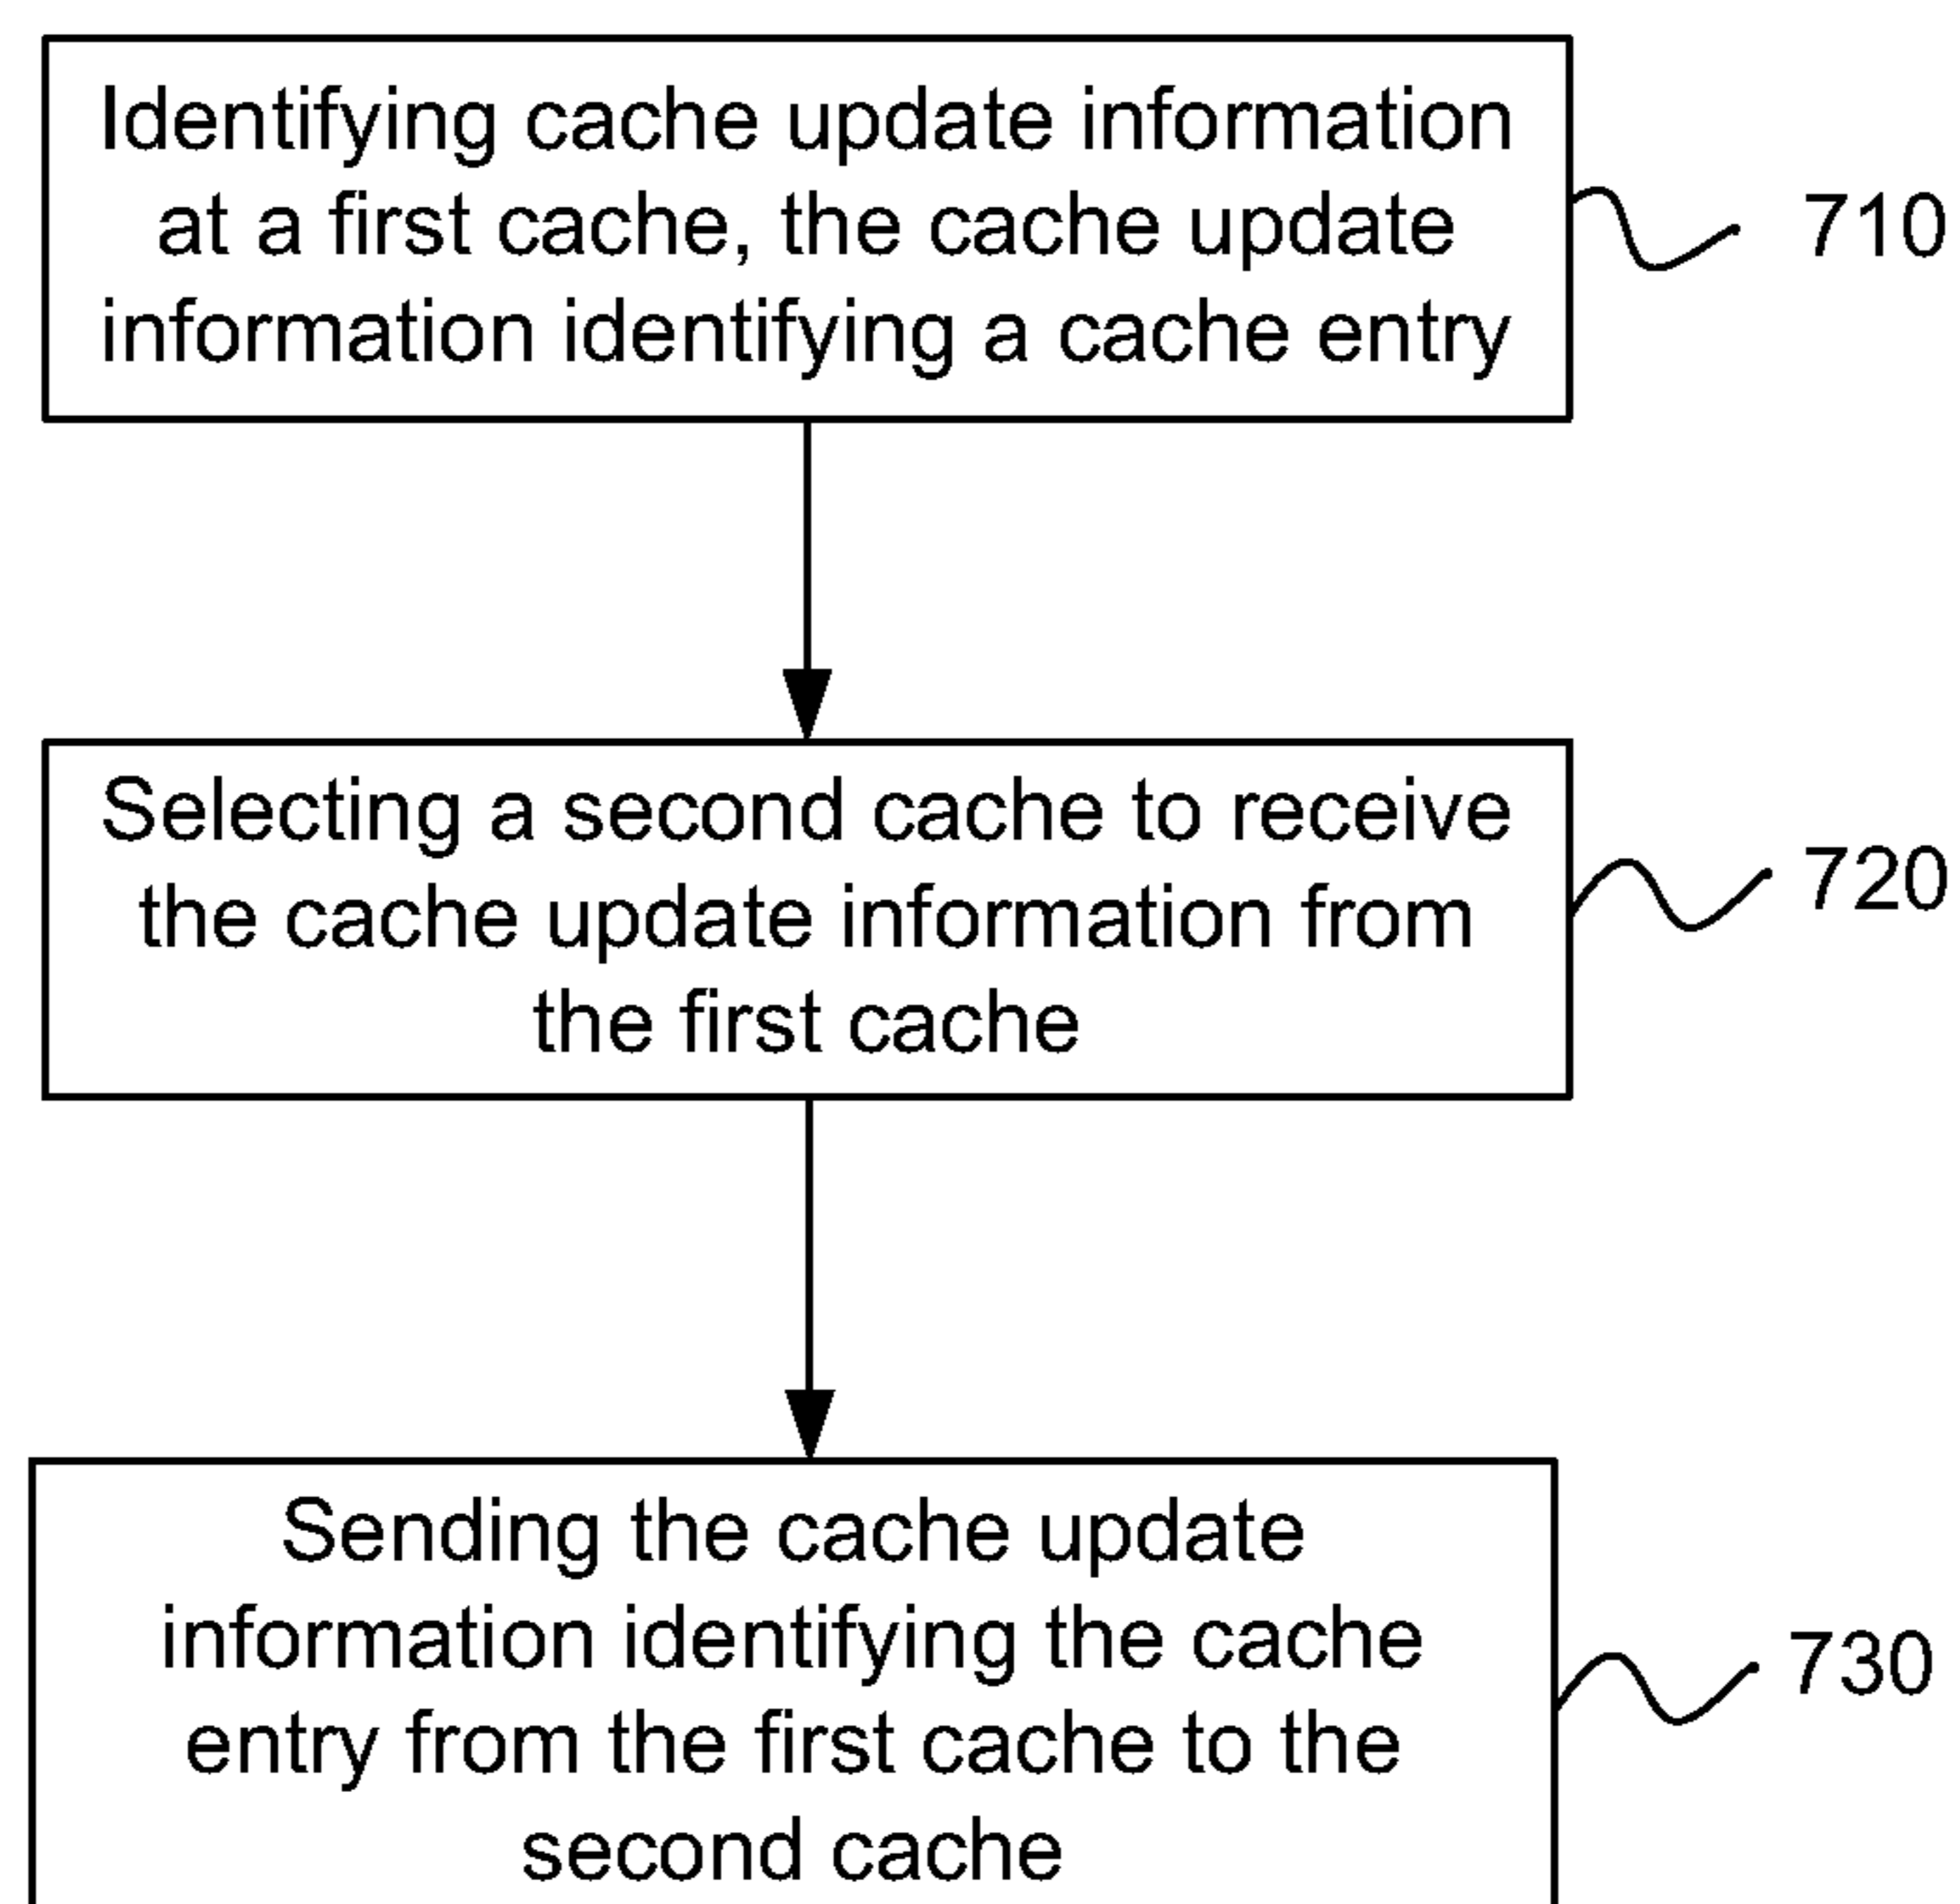 Identifying cache update information
at a first cache, the cache update
information identifying a cache entry
710
Selecting a second cache to receive
the cache update information from
the first cache
720
Sending the cache update
information identifying the cache
entry from the first cache to the
second cache
730